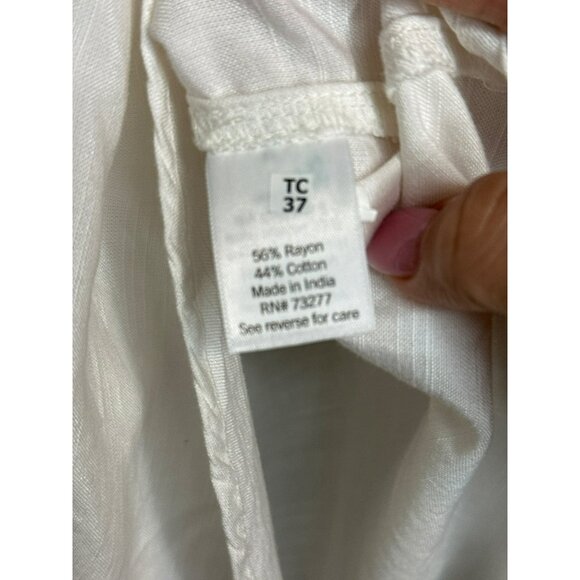 TC
37
56% Rayon
44% Cotton
Made in India
RN# 73277
See reverse for care